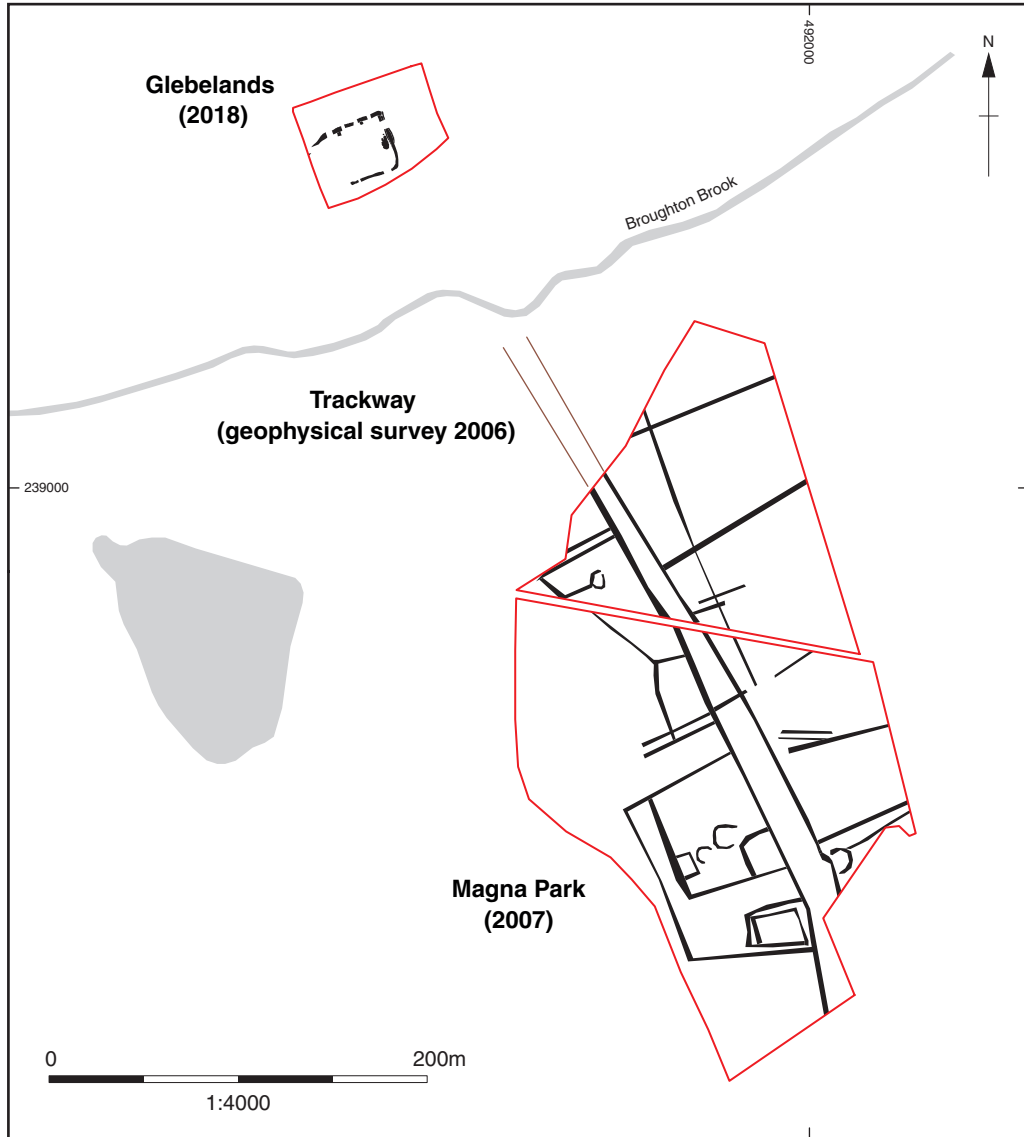 492000
N
Glebelands
(2018)
Broughton Brook
Trackway
(geophysical survey 2006)
239000
Magna Park
(2007)
0 200m
1:4000